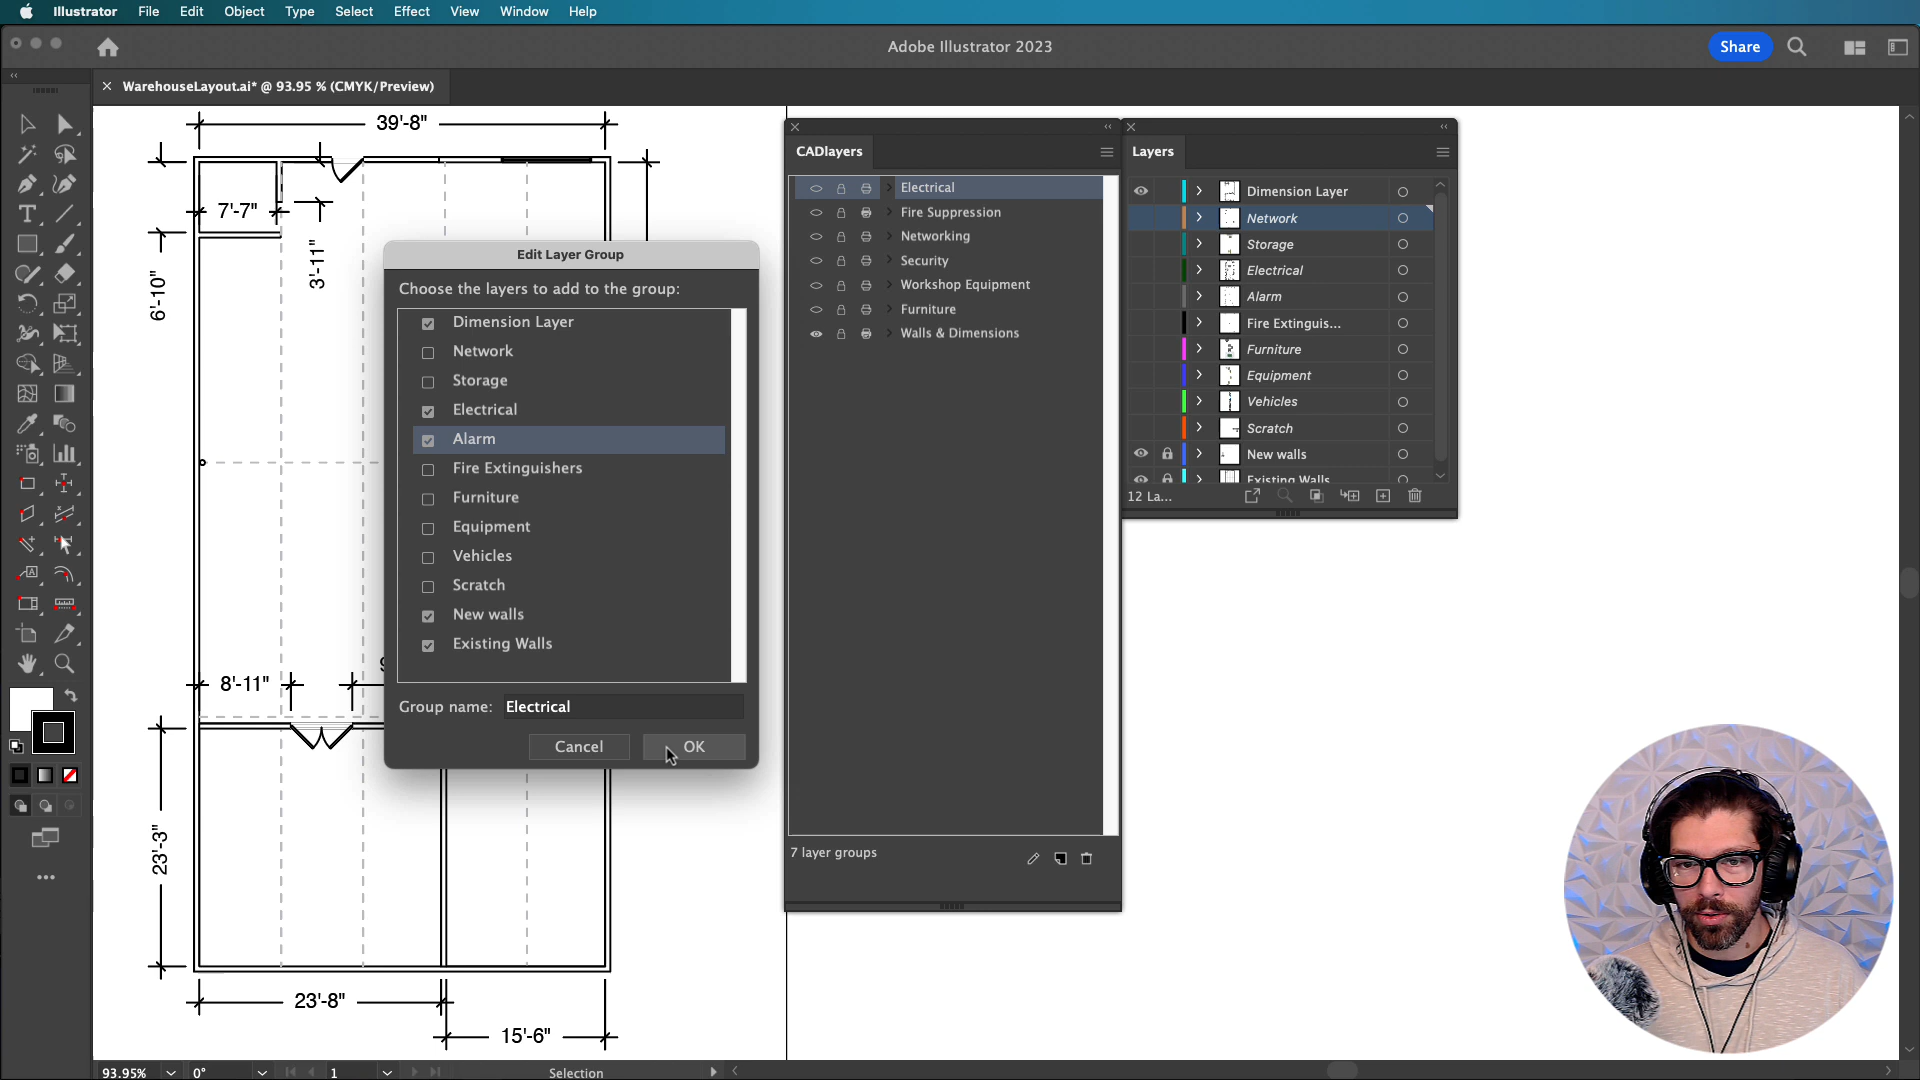 Illustrator File Edit Object Type Select Effect View Window Help
Adobe Illustrator 2023
Share
WarehouseLayout.ai* @ 93.95 % (CMYK/Preview)
39'-8"
7'-7"
3'-11"
6'-10"
8'-11"
23'-3"
23'-8"
15'-6"
Edit Layer Group
Choose the layers to add to the group:
Dimension Layer
Network
Storage
Electrical
Alarm
Fire Extinguishers
Furniture
Equipment
Vehicles
Scratch
New walls
Existing Walls
Group name: Electrical
Cancel OK
CADlayers
Electrical
Fire Suppression
Networking
Security
Workshop Equipment
Furniture
Walls & Dimensions
7 layer groups
Layers
Dimension Layer
Network
Storage
Electrical
Alarm
Fire Extinguis...
Furniture
Equipment
Vehicles
Scratch
New walls
Existing Walls
12 La...
93.95% 0° 1 Selection